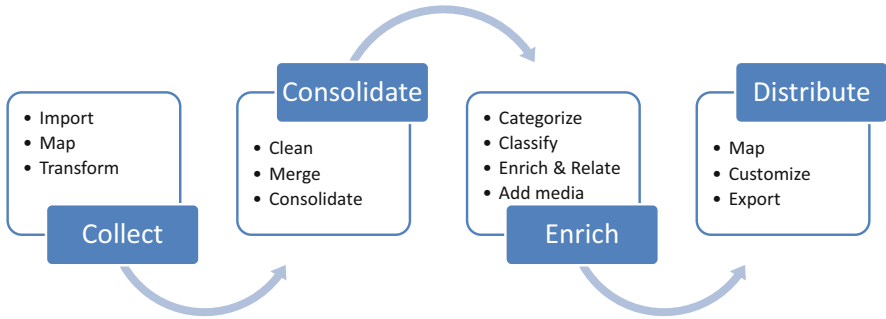 • Import
• Map
• Transform
Collect
Consolidate
• Clean
• Merge
• Consolidate
• Categorize
• Classify
• Enrich & Relate
• Add media
Enrich
Distribute
• Map
• Customize
• Export